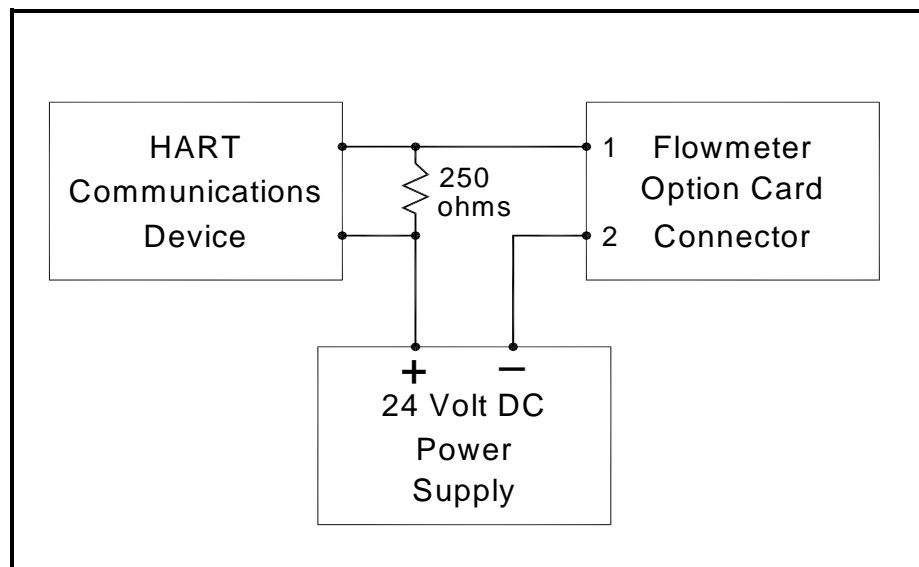 HART
Communications
Device
250
ohms
1
Flowmeter
Option Card
2
Connector
+
−
24 Volt DC
Power
Supply